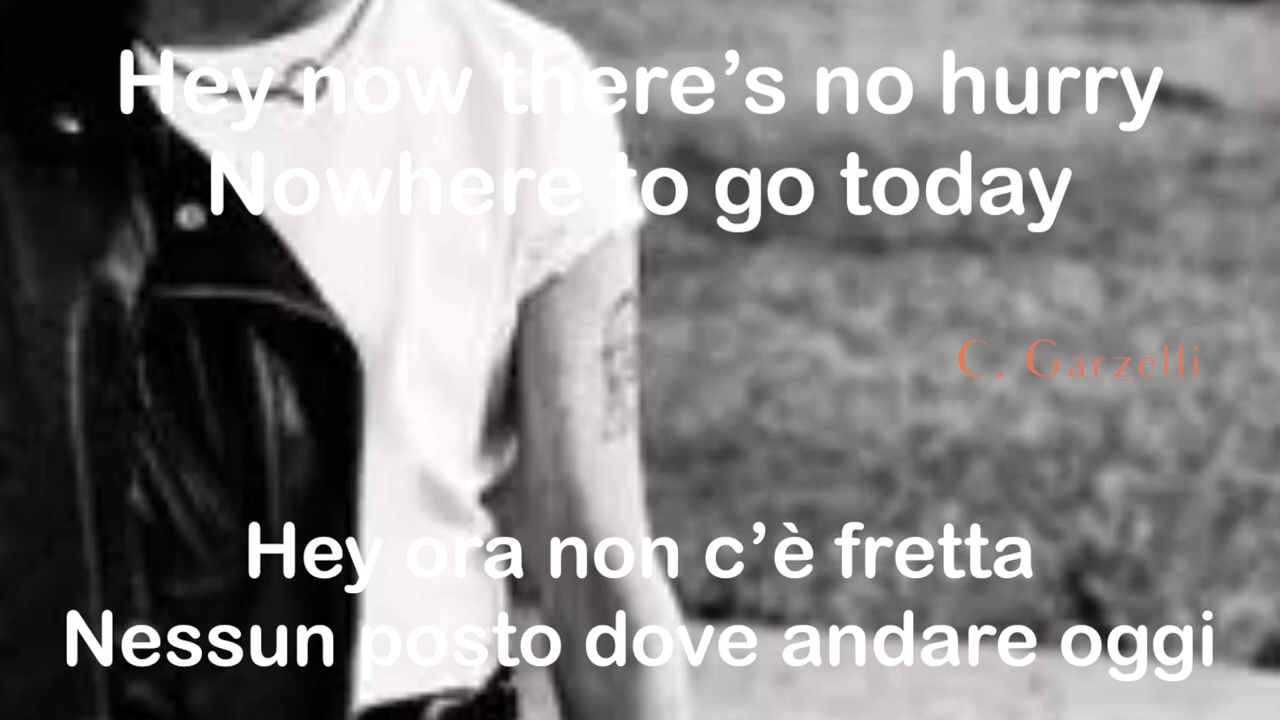 Hey now there’s no hurry
Nowhere to go today
C. Garzelli
Hey ora non c’è fretta
Nessun posto dove andare oggi